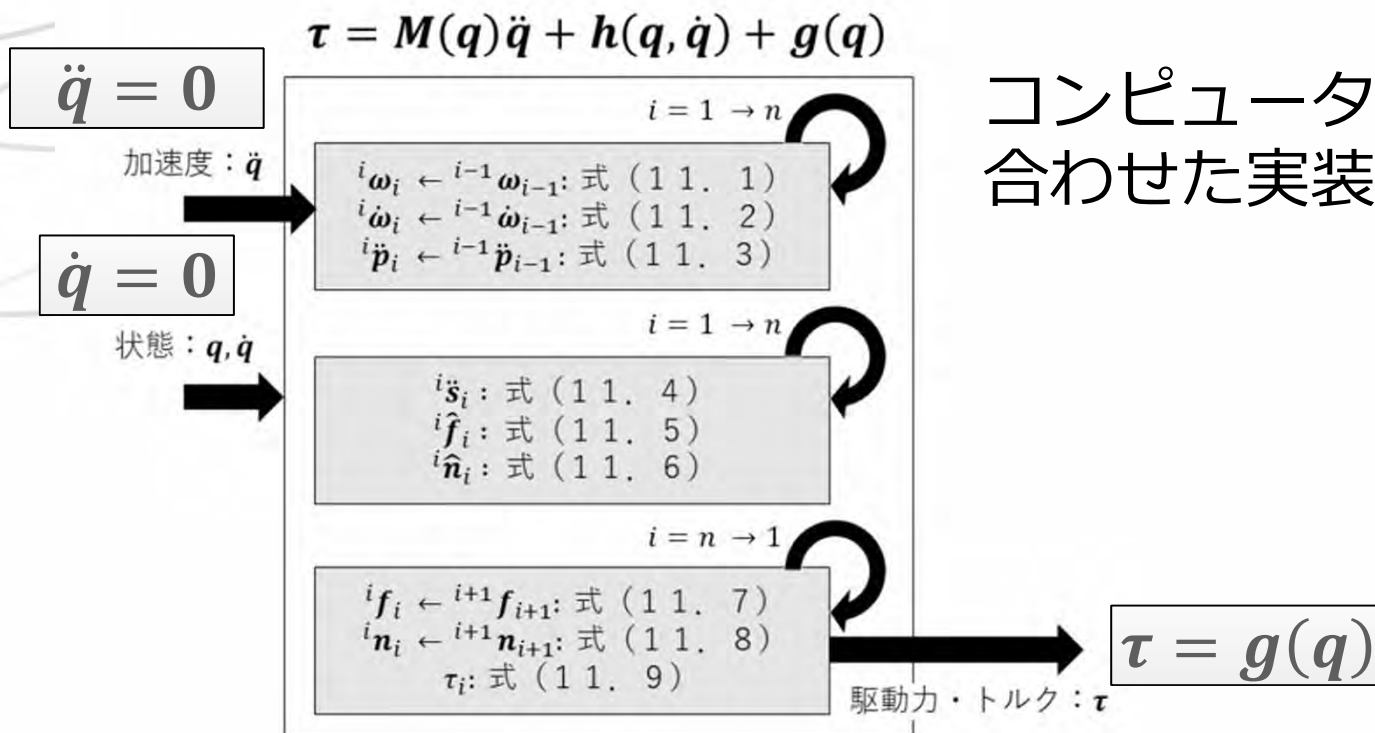 τ = M(q)q̈ + h(q, q̇) + g(q)
q̈ = 0
コンピュータ
合わせた実装
i = 1 → n
加速度：q̈
ⁱωᵢ ← ⁱ⁻¹ωᵢ₋₁: 式（１１．１）
ⁱω̇ᵢ ← ⁱ⁻¹ω̇ᵢ₋₁: 式（１１．２）
ⁱp̈ᵢ ← ⁱ⁻¹p̈ᵢ₋₁: 式（１１．３）
q̇ = 0
i = 1 → n
状態：q, q̇
ⁱs̈ᵢ: 式（１１．４）
ⁱf̂ᵢ: 式（１１．５）
ⁱn̂ᵢ: 式（１１．６）
i = n → 1
ⁱfᵢ ← ⁱ⁺¹fᵢ₊₁: 式（１１．７）
ⁱnᵢ ← ⁱ⁺¹nᵢ₊₁: 式（１１．８）
τᵢ: 式（１１．９）
τ = g(q)
駆動力・トルク：τ